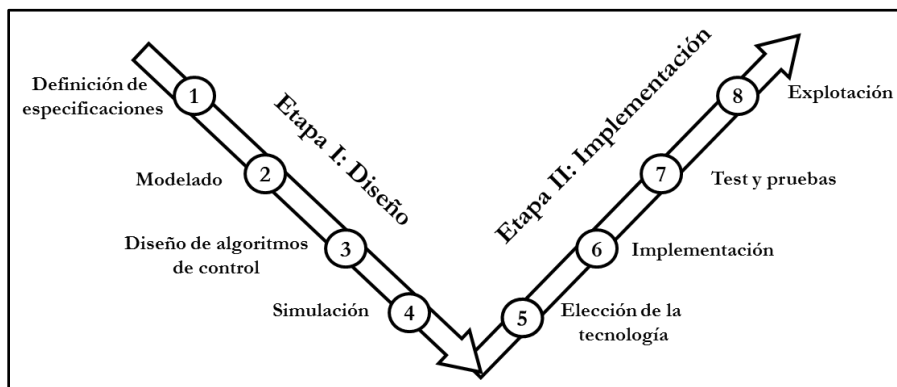 Definición de
especificaciones
1
Modelado
2
Diseño de algoritmos
de control
3
Simulación
4
Etapa I: Diseño
Etapa II: Implementación
8
Explotación
7
Test y pruebas
6
Implementación
5
Elección de la
tecnología